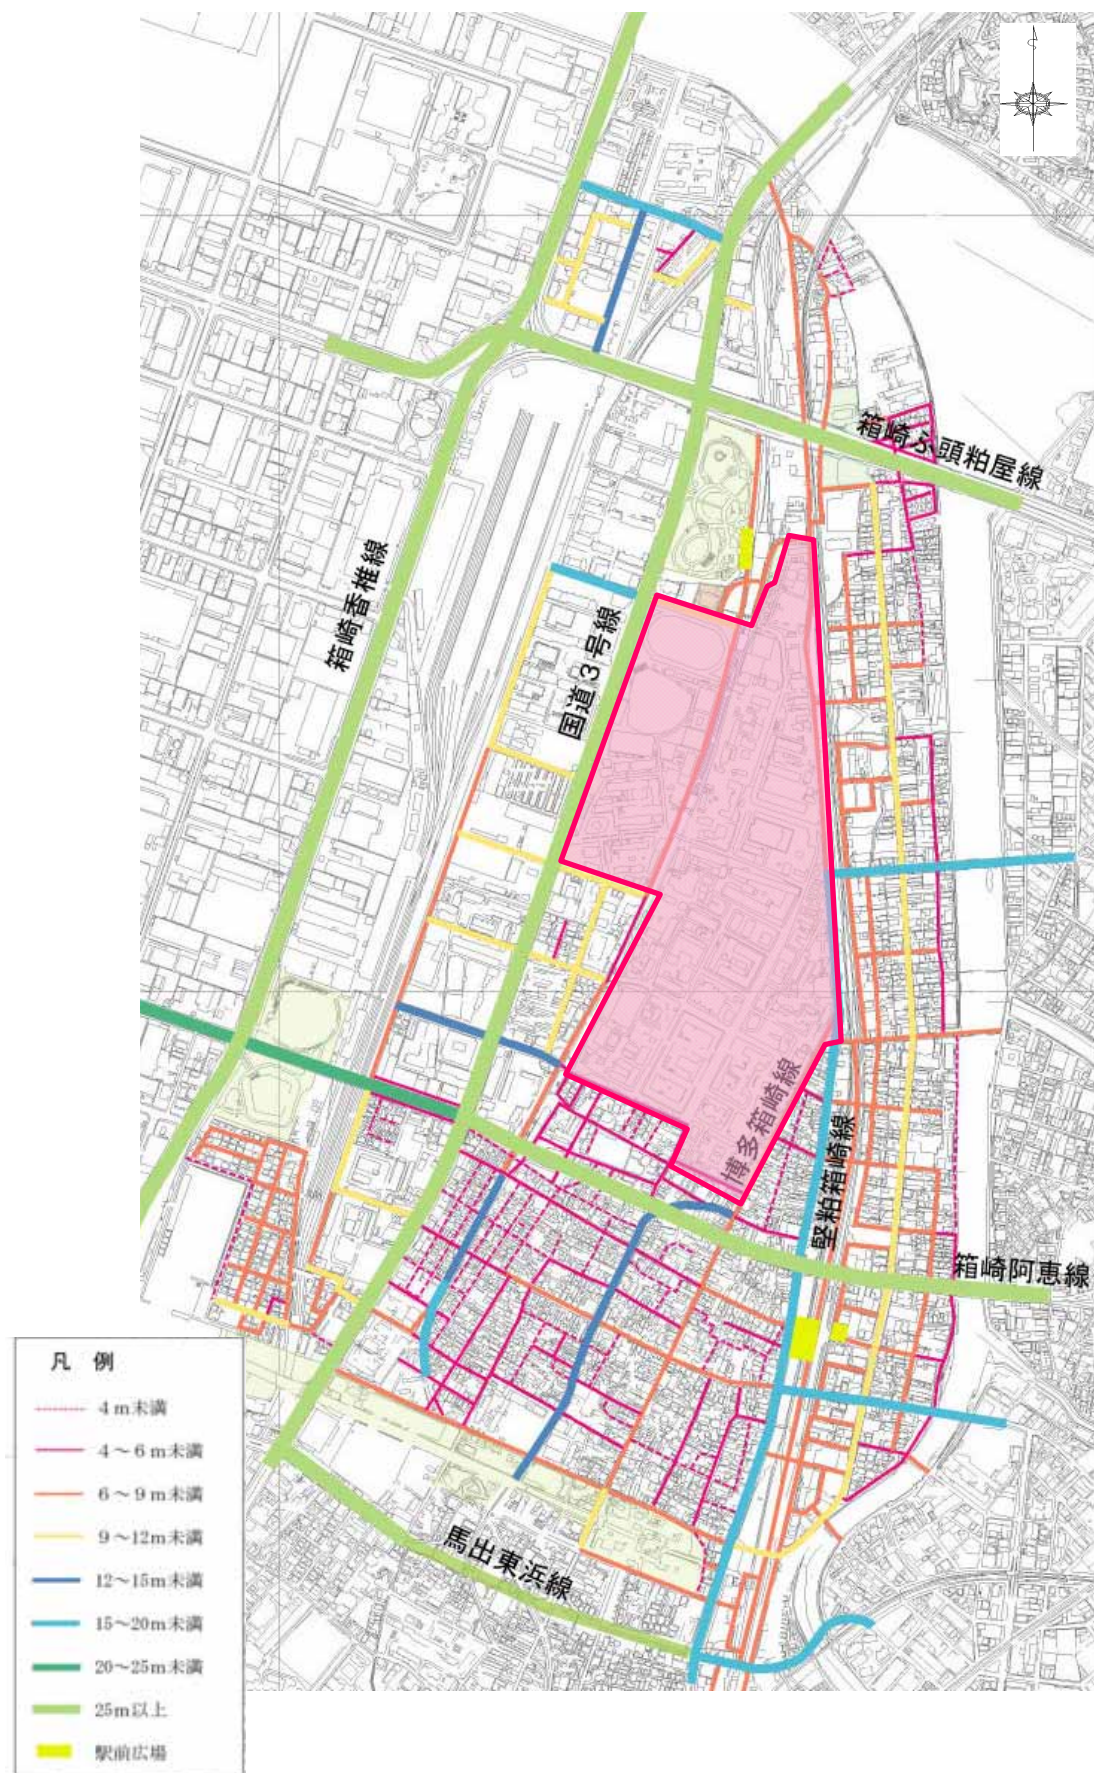 箱崎ふ頭粕屋線
箱崎香椎線
国道3号線
博多箱崎線
堅粕箱崎線
箱崎阿恵線
馬出東浜線
凡 例
4m未満
4～6m未満
6～9m未満
9～12m未満
12～15m未満
15～20m未満
20～25m未満
25m以上
駅前広場